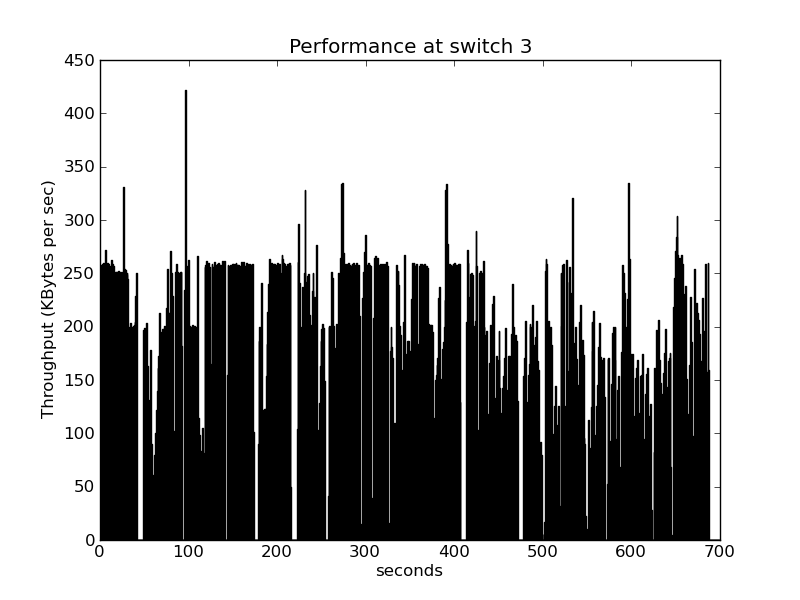 Performance at switch 3
Throughput (KBytes per sec)
450
400
350
300
250
200
150
100
50
0
0 100 200 300 400 500 600 700
seconds